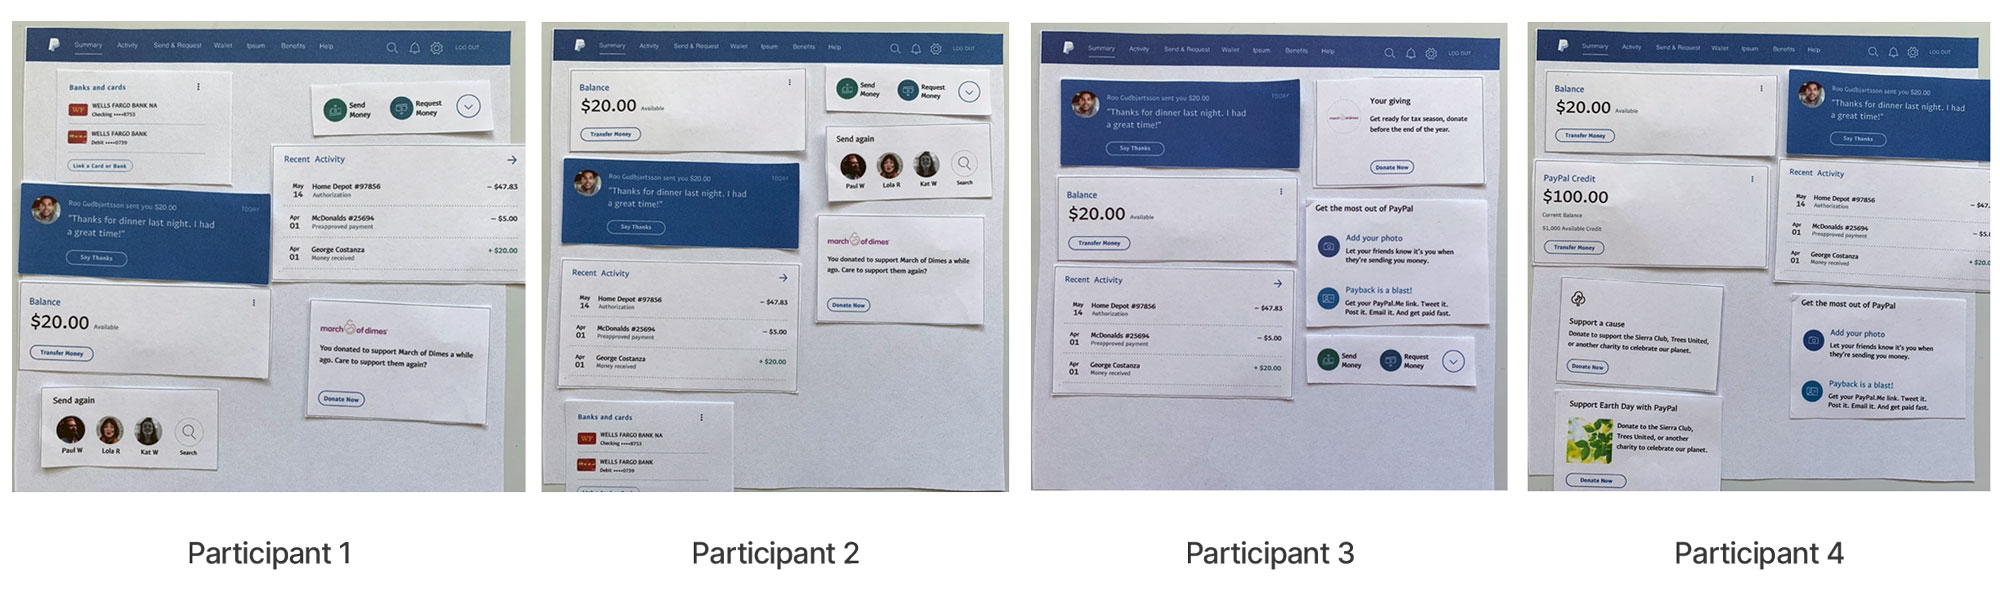 Summary Activity Send & Request Wallet Ipsum Benefits Help LOG OUT
Banks and cards
WELLS FARGO BANK NA
Checking ••••8753
WELLS FARGO BANK
Debit ••••0739
Link a Card or Bank
Send Money
Request Money
Roo Gudbjartsson sent you $20.00 TODAY
"Thanks for dinner last night. I had
a great time!"
Say Thanks
Recent Activity
May 14 Home Depot #97856 – $47.83
Authorization
Apr 01 McDonalds #25694 – $5.00
Preapproved payment
Apr 01 George Costanza + $20.00
Money received
Balance
$20.00 Available
Transfer Money
march of dimes
You donated to support March of Dimes a while
ago. Care to support them again?
Donate Now
Send again
Paul W Lola R Kat W Search
Participant 1
Summary Activity Send & Request Wallet Ipsum Benefits Help LOG OUT
Balance
$20.00 Available
Transfer Money
Roo Gudbjartsson sent you $20.00 TODAY
"Thanks for dinner last night. I had
a great time!"
Say Thanks
Recent Activity
May 14 Home Depot #97856 – $47.83
Authorization
Apr 01 McDonalds #25694 – $5.00
Preapproved payment
Apr 01 George Costanza + $20.00
Money received
Banks and cards
WELLS FARGO BANK NA
Checking ••••8753
WELLS FARGO BANK
Debit ••••0739
Send Money
Request Money
Send again
Paul W Lola R Kat W Search
march of dimes
You donated to support March of Dimes a while
ago. Care to support them again?
Donate Now
Participant 2
Summary Activity Send & Request Wallet Ipsum Benefits Help LOG OUT
Roo Gudbjartsson sent you $20.00 TODAY
"Thanks for dinner last night. I had
a great time!"
Say Thanks
Balance
$20.00 Available
Transfer Money
Recent Activity
May 14 Home Depot #97856 – $47.83
Authorization
Apr 01 McDonalds #25694 – $5.00
Preapproved payment
Apr 01 George Costanza + $20.00
Money received
Your giving
march of dimes
Get ready for tax season, donate
before the end of the year.
Donate Now
Get the most out of PayPal
Add your photo
Let your friends know it's you when
they're sending you money.
Payback is a blast!
Get your PayPal.Me link. Tweet it.
Post it. Email it. And get paid fast.
Send Money
Request Money
Participant 3
Summary Activity Send & Request Wallet Ipsum Benefits Help LOG OUT
Balance
$20.00 Available
Transfer Money
PayPal Credit
$100.00
Current Balance
$1,000 Available Credit
Transfer Money
Support a cause
Donate to support the Sierra Club, Trees United,
or another charity to celebrate our planet.
Donate Now
Support Earth Day with PayPal
Donate to the Sierra Club,
Trees United, or another
charity to celebrate our planet.
Donate Now
Roo Gudbjartsson sent you $20.00
"Thanks for dinner last night. I had
a great time!"
Say Thanks
Recent Activity
May 14 Home Depot #97856 – $47.
Authorization
Apr 01 McDonalds #25694 – $5.
Preapproved payment
Apr 01 George Costanza + $20.
Money received
Get the most out of PayPal
Add your photo
Let your friends know it's you when
they're sending you money.
Payback is a blast!
Get your PayPal.Me link. Tweet it.
Post it. Email it. And get paid fast.
Participant 4